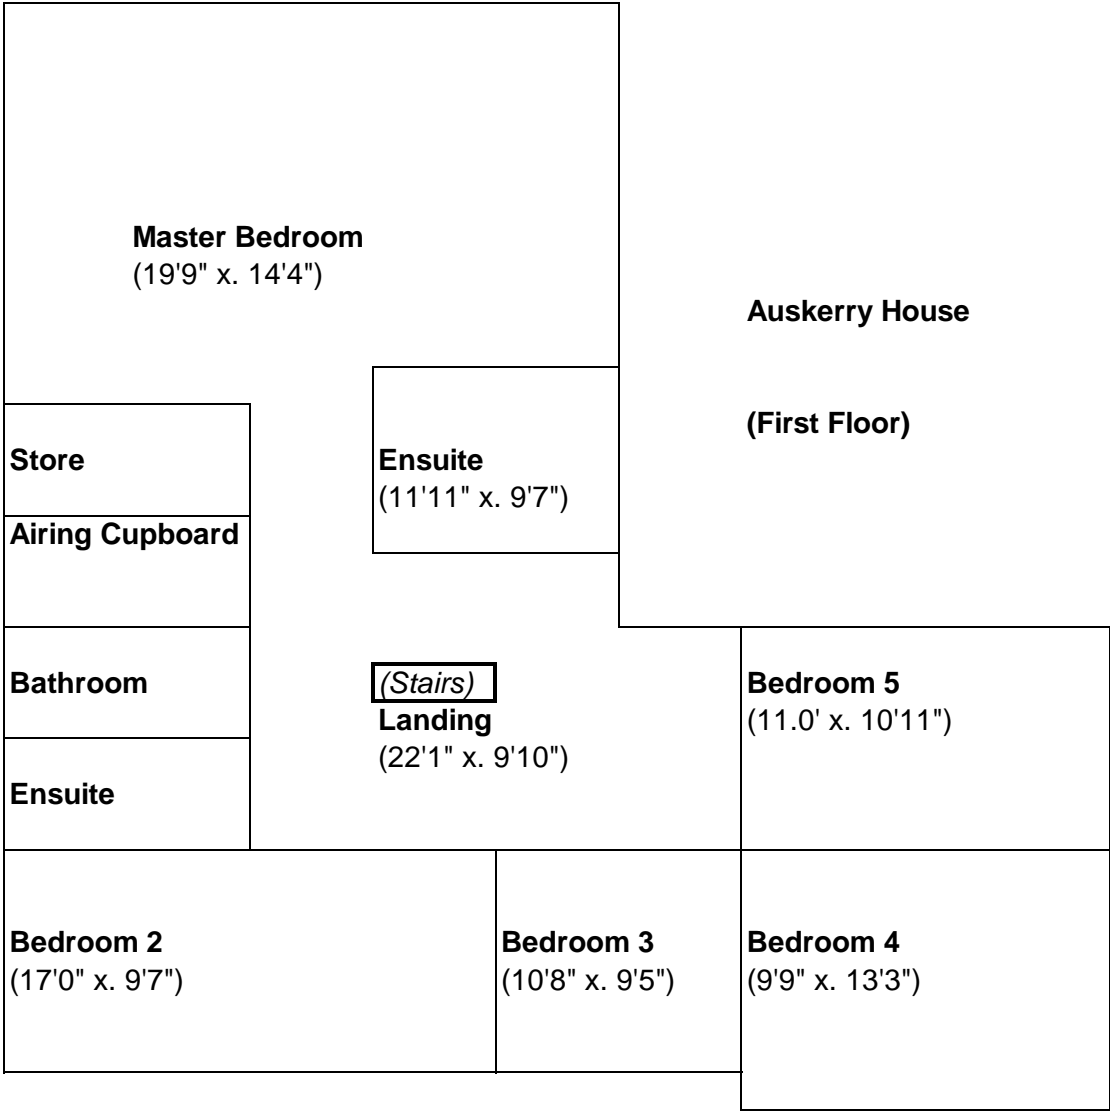 Master Bedroom
(19'9" x. 14'4")
Auskerry House
(First Floor)
Store
Ensuite
(11'11" x. 9'7")
Airing Cupboard
Bathroom
(Stairs)
Landing
(22'1" x. 9'10")
Bedroom 5
(11.0' x. 10'11")
Ensuite
Bedroom 2
(17'0" x. 9'7")
Bedroom 3
(10'8" x. 9'5")
Bedroom 4
(9'9" x. 13'3")